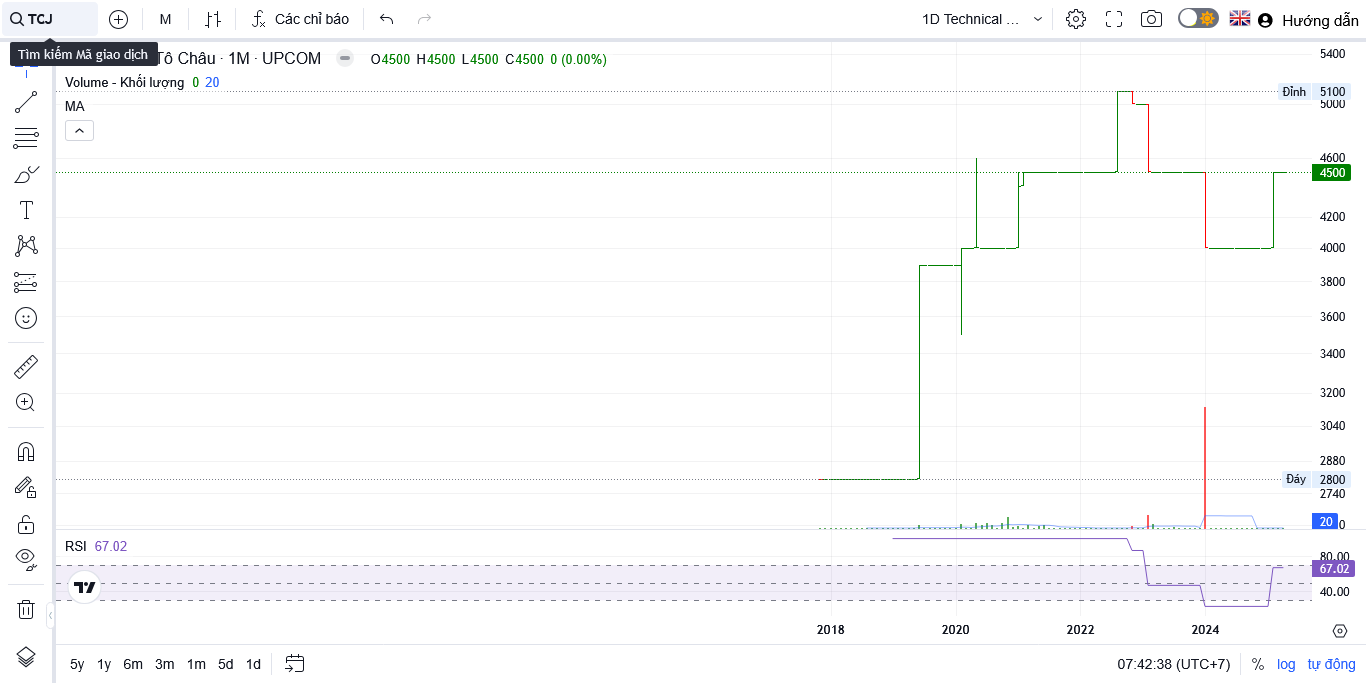 TCJ
M
Các chỉ báo
1D Technical ...
Hướng dẫn
Tìm kiếm Mã giao dịch
Tô Châu · 1M · UPCOM
O4500 H4500 L4500 C4500 0 (0.00%)
Volume - Khối lượng 0 20
MA
5400
Đỉnh 5100
5000
4600
4500
4200
4000
3800
3600
3400
3200
3040
2880
Đáy 2800
2740
20
0
RSI 67.02
80.00
67.02
40.00
2018 2020 2022 2024
5y 1y 6m 3m 1m 5d 1d
07:42:38 (UTC+7)
%
log
tự động